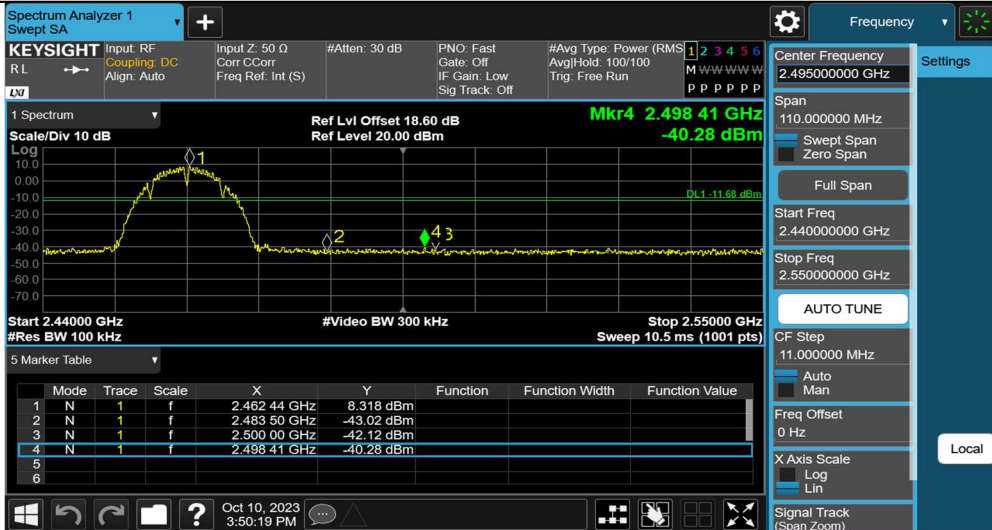 Spectrum Analyzer 1
Swept SA
+
Frequency
KEYSIGHT
R L
LXI
Input: RF
Coupling: DC
Align: Auto
Input Z: 50 Ω
Corr CCorr
Freq Ref: Int (S)
#Atten: 30 dB
PNO: Fast
Gate: Off
IF Gain: Low
Sig Track: Off
#Avg Type: Power (RMS
Avg|Hold: 100/100
Trig: Free Run
1 2 3 4 5 6
M W W W W W
P P P P P P
1 Spectrum
Scale/Div 10 dB
Ref Lvl Offset 18.60 dB
Ref Level 20.00 dBm
Mkr4 2.498 41 GHz
-40.28 dBm
Log
10.0
0.00
-10.0
-20.0
-30.0
-40.0
-50.0
-60.0
-70.0
1
2
4
3
DL1 -11.68 dBm
Start 2.44000 GHz
#Res BW 100 kHz
#Video BW 300 kHz
Stop 2.55000 GHz
Sweep 10.5 ms (1001 pts)
5 Marker Table
Mode Trace Scale X Y Function Function Width Function Value
1 N 1 f 2.462 44 GHz 8.318 dBm
2 N 1 f 2.483 50 GHz -43.02 dBm
3 N 1 f 2.500 00 GHz -42.12 dBm
4 N 1 f 2.498 41 GHz -40.28 dBm
5
6
?
Oct 10, 2023
3:50:19 PM
Center Frequency
2.495000000 GHz
Span
110.000000 MHz
Swept Span
Zero Span
Full Span
Start Freq
2.440000000 GHz
Stop Freq
2.550000000 GHz
AUTO TUNE
CF Step
11.000000 MHz
Auto
Man
Freq Offset
0 Hz
X Axis Scale
Log
Lin
Signal Track
(Span Zoom)
Settings
Local